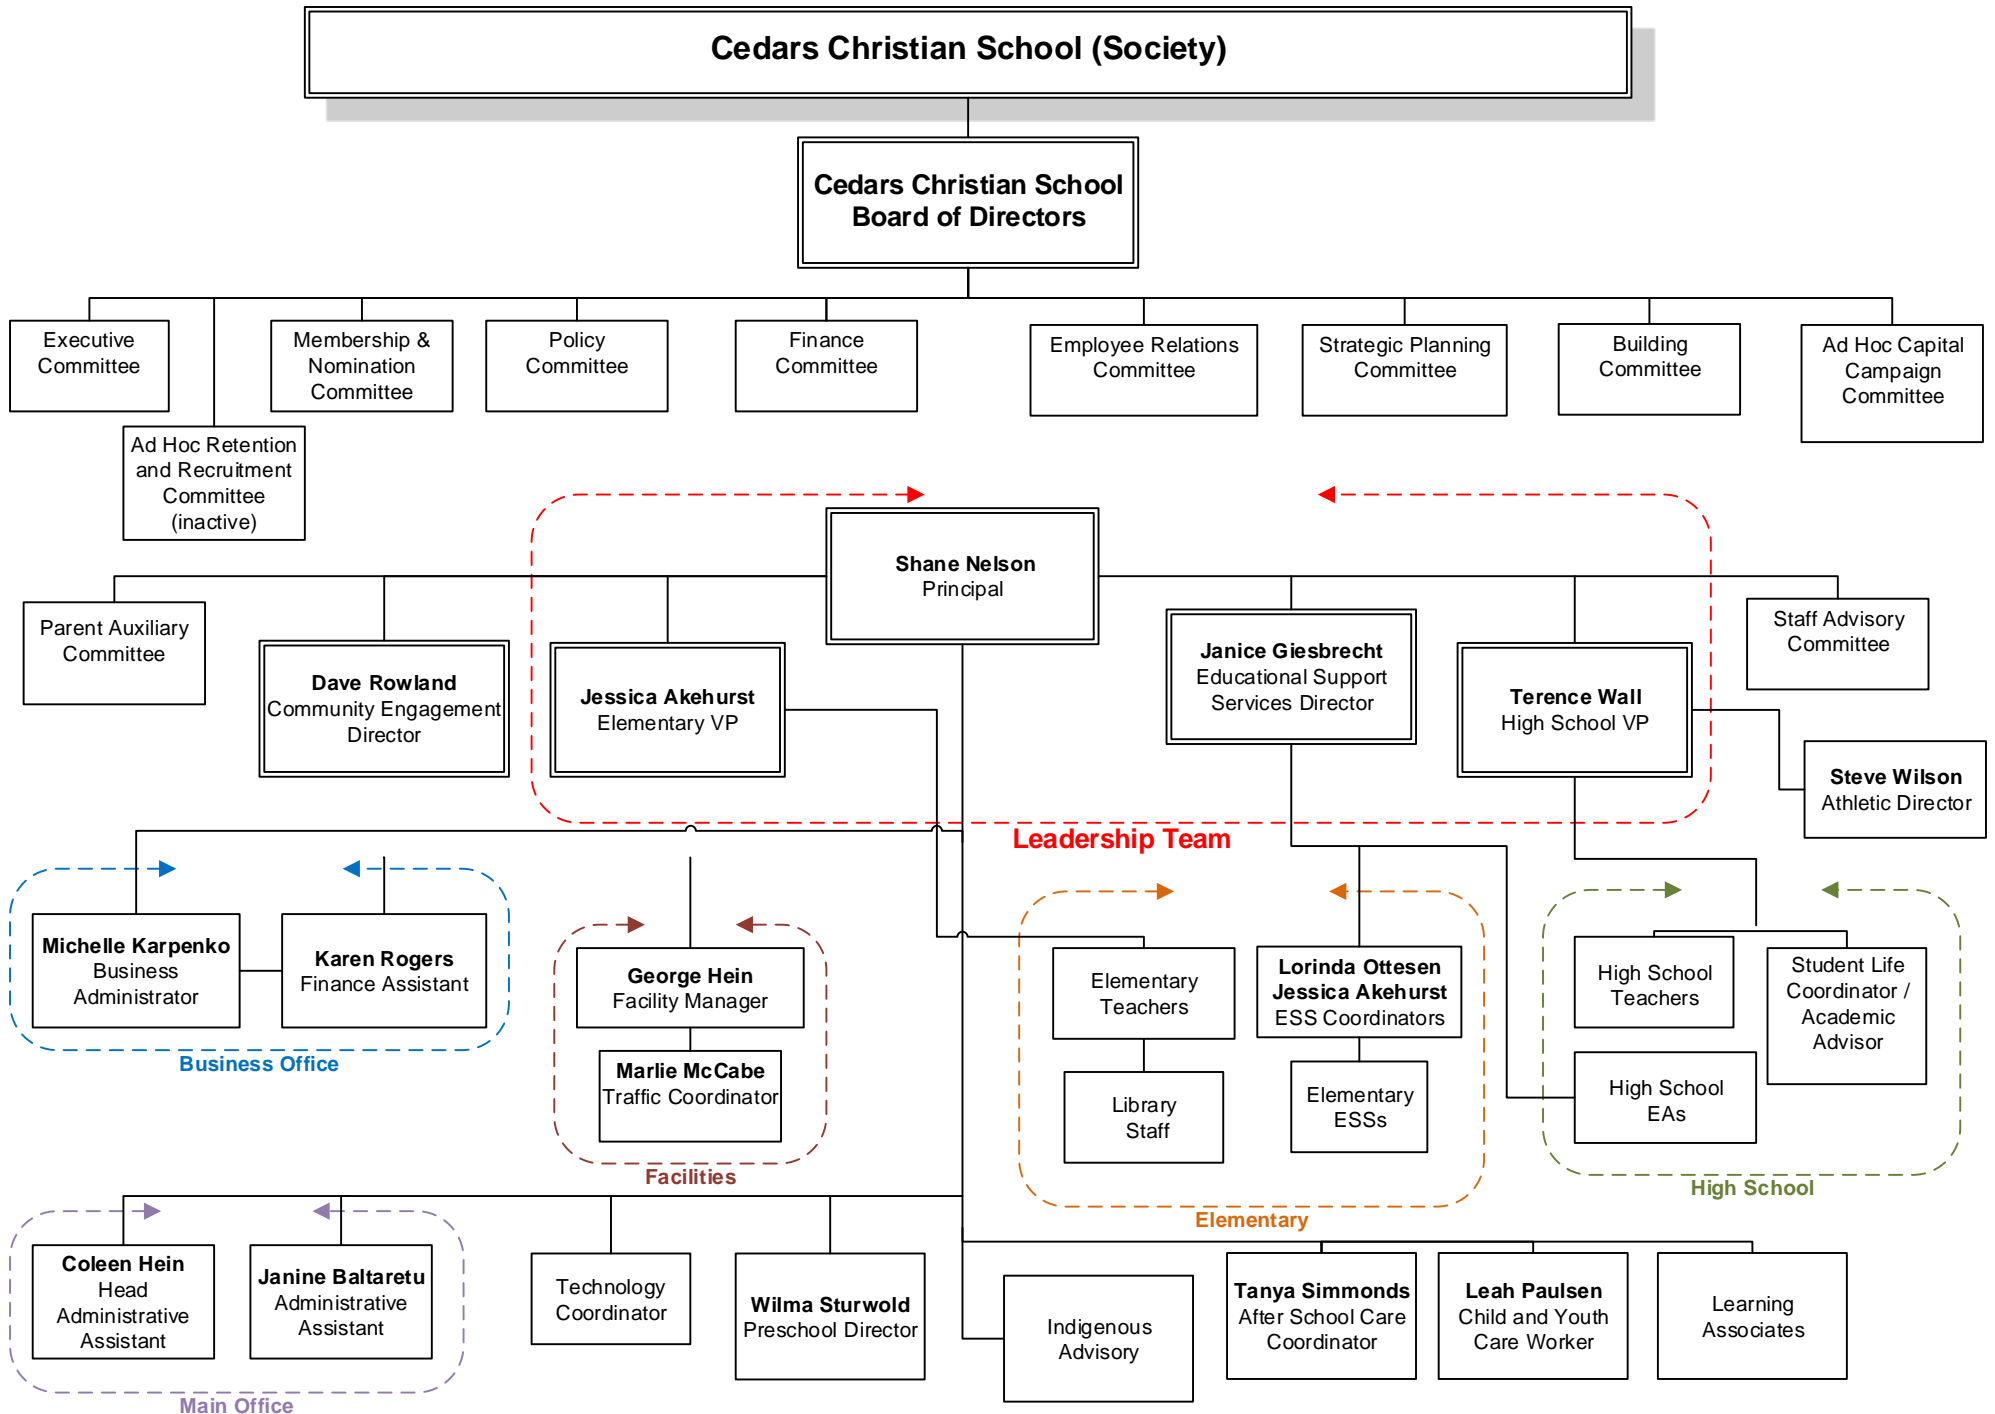 Cedars Christian School (Society)
Cedars Christian School
Board of Directors
Executive
Committee
Membership &
Nomination
Committee
Policy
Committee
Finance
Committee
Employee Relations
Committee
Strategic Planning
Committee
Building
Committee
Ad Hoc Capital
Campaign
Committee
Ad Hoc Retention
and Recruitment
Committee
(inactive)
Shane Nelson
Principal
Parent Auxiliary
Committee
Dave Rowland
Community Engagement
Director
Jessica Akehurst
Elementary VP
Janice Giesbrecht
Educational Support
Services Director
Terence Wall
High School VP
Staff Advisory
Committee
Steve Wilson
Athletic Director
Leadership Team
Michelle Karpenko
Business
Administrator
Karen Rogers
Finance Assistant
Business Office
George Hein
Facility Manager
Marlie McCabe
Traffic Coordinator
Facilities
Elementary
Teachers
Library
Staff
Lorinda Ottesen
Jessica Akehurst
ESS Coordinators
Elementary
ESSs
Elementary
High School
Teachers
Student Life
Coordinator /
Academic
Advisor
High School
EAs
High School
Coleen Hein
Head
Administrative
Assistant
Janine Baltaretu
Administrative
Assistant
Main Office
Technology
Coordinator
Wilma Sturwold
Preschool Director
Indigenous
Advisory
Tanya Simmonds
After School Care
Coordinator
Leah Paulsen
Child and Youth
Care Worker
Learning
Associates